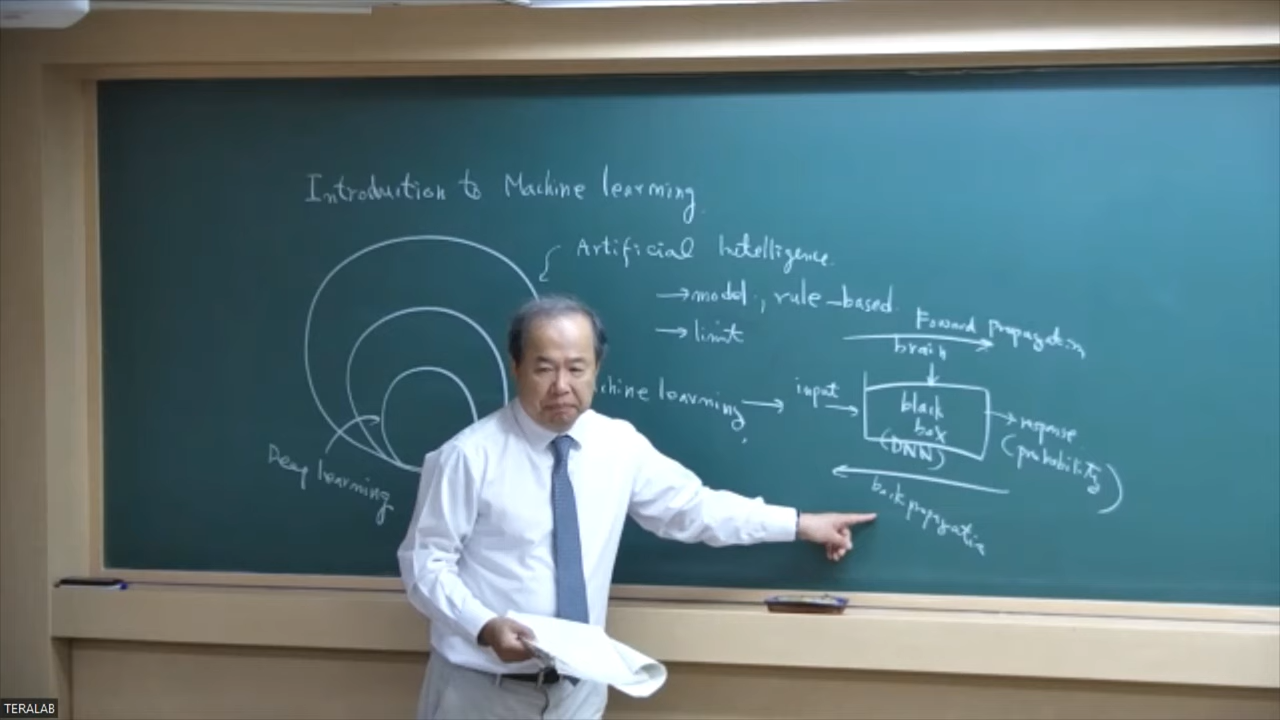 Introduction to Machine learning.
Artificial Intelligence.
→ model, rule-based.
→ limit
Forward propagation
brain
chine learning → input →
black
box
(DNN)
→ response
(probability)
back propagation
Deep learning
TERALAB